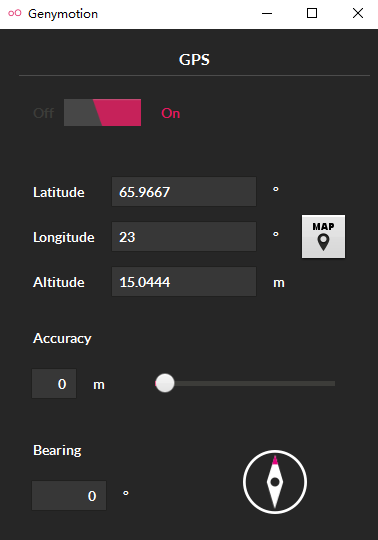 Genymotion
GPS
Off On
Latitude 65.9667 °
Longitude 23 ° MAP
Altitude 15.0444 m
Accuracy
0 m
Bearing
0 °